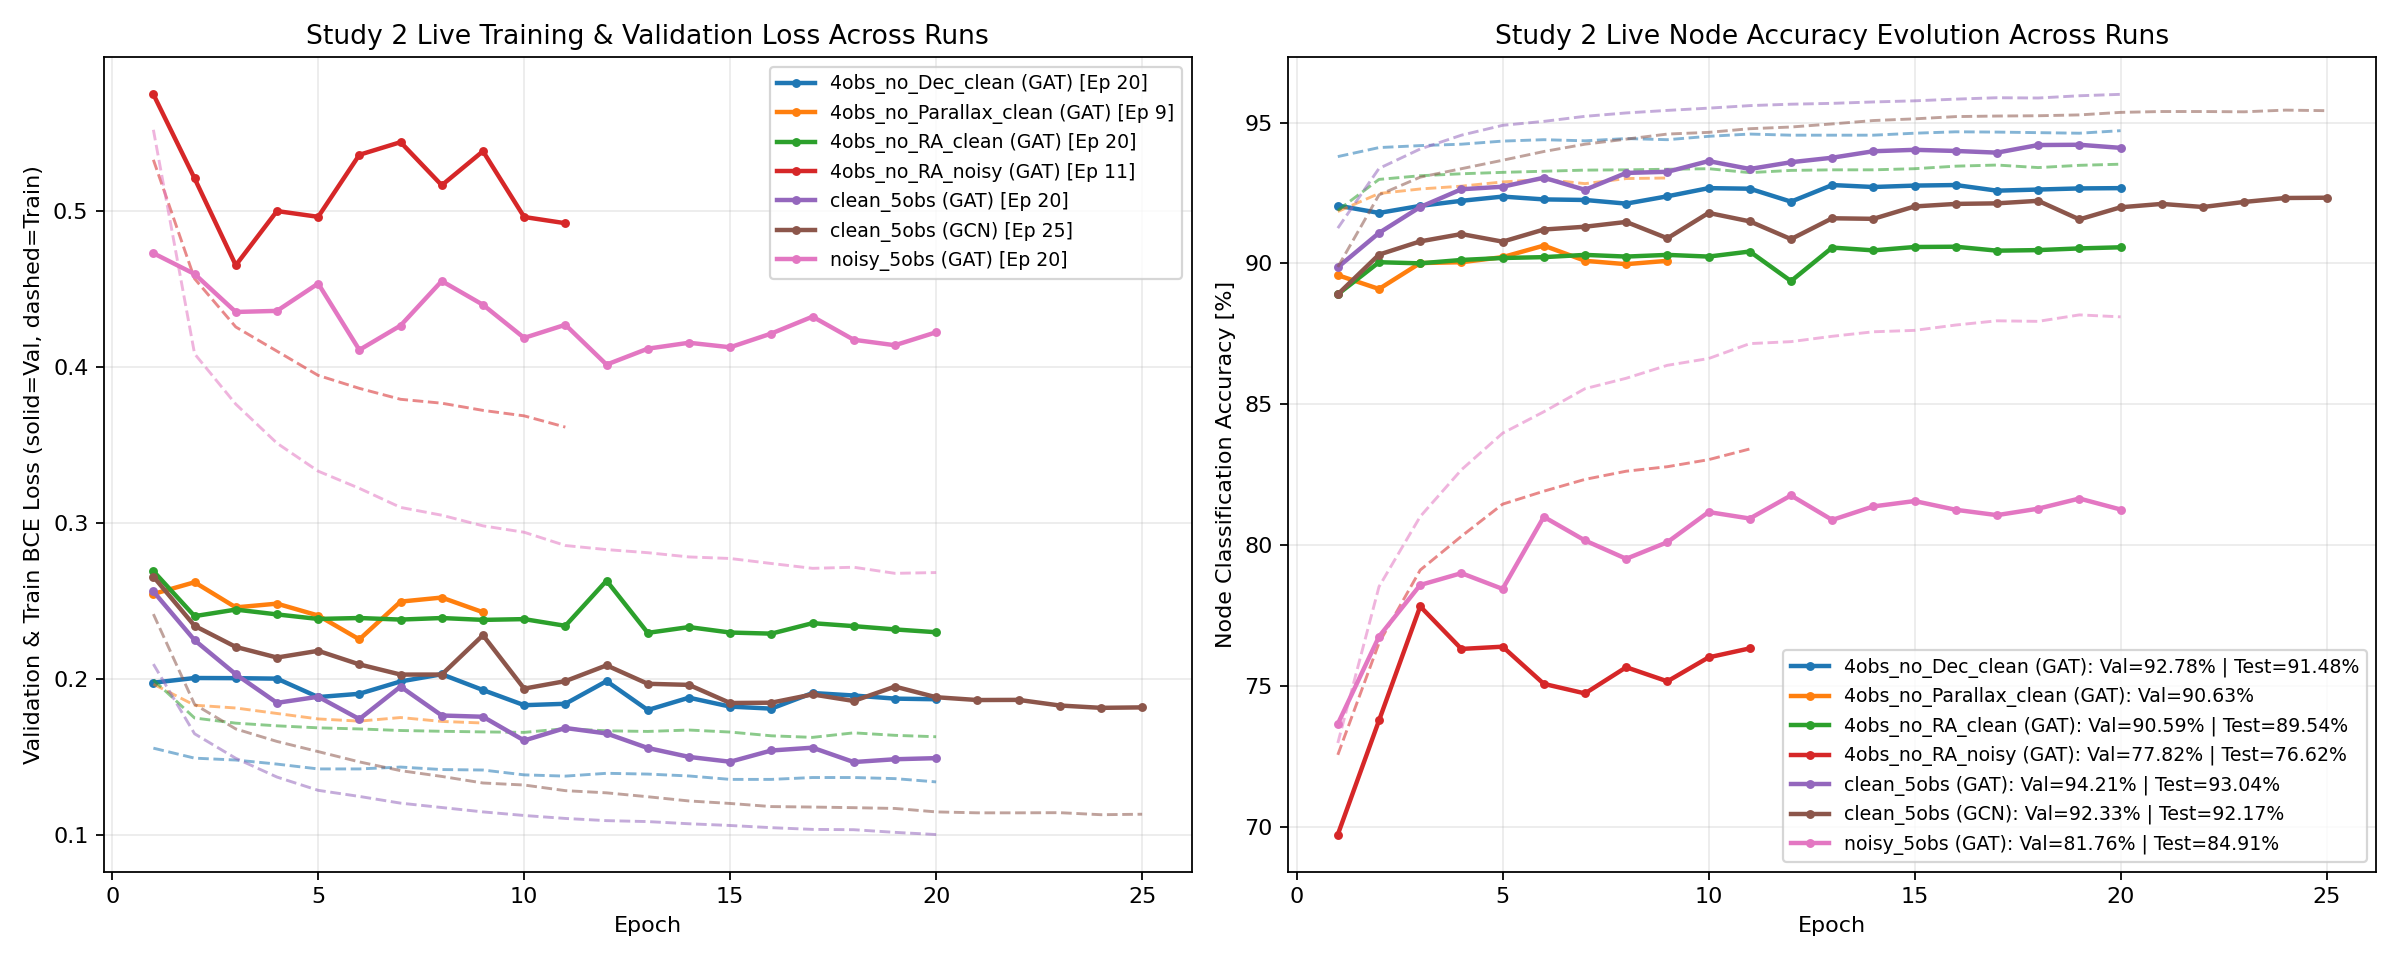 Study 2 Live Training & Validation Loss Across Runs
Validation & Train BCE Loss (solid=Val, dashed=Train)
0.5
0.4
0.3
0.2
0.1
4obs_no_Dec_clean (GAT) [Ep 20]
4obs_no_Parallax_clean (GAT) [Ep 9]
4obs_no_RA_clean (GAT) [Ep 20]
4obs_no_RA_noisy (GAT) [Ep 11]
clean_5obs (GAT) [Ep 20]
clean_5obs (GCN) [Ep 25]
noisy_5obs (GAT) [Ep 20]
0 5 10 15 20 25
Epoch
Study 2 Live Node Accuracy Evolution Across Runs
Node Classification Accuracy [%]
95
90
85
80
75
70
4obs_no_Dec_clean (GAT): Val=92.78% | Test=91.48%
4obs_no_Parallax_clean (GAT): Val=90.63%
4obs_no_RA_clean (GAT): Val=90.59% | Test=89.54%
4obs_no_RA_noisy (GAT): Val=77.82% | Test=76.62%
clean_5obs (GAT): Val=94.21% | Test=93.04%
clean_5obs (GCN): Val=92.33% | Test=92.17%
noisy_5obs (GAT): Val=81.76% | Test=84.91%
0 5 10 15 20 25
Epoch